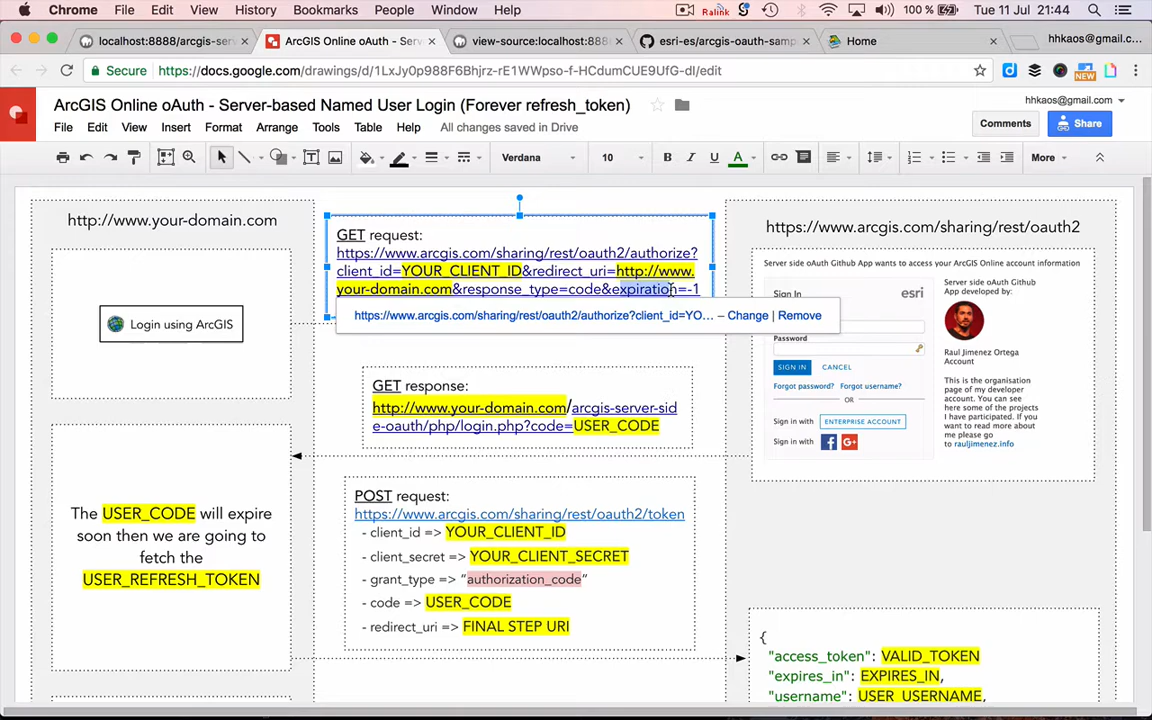 Chrome File Edit View History Bookmarks People Window Help Ralink 100 % Tue 11 Jul 21:44
localhost:8888/arcgis-ser
ArcGIS Online oAuth - Serv
view-source:localhost:888
esri-es/arcgis-oauth-samp
Home
hhkaos@gmail.c...
Secure https://docs.google.com/drawings/d/1LxJy0p988F6Bhjrz-rE1WWpso-f-HCdumCUE9UfG-dI/edit
NEW
ArcGIS Online oAuth - Server-based Named User Login (Forever refresh_token)
hhkaos@gmail.com
File Edit View Insert Format Arrange Tools Table Help All changes saved in Drive
Comments
Share
Verdana 10 B I U A More
http://www.your-domain.com
Login using ArcGIS
The USER_CODE will expire
soon then we are going to
fetch the
USER_REFRESH_TOKEN
GET request:
https://www.arcgis.com/sharing/rest/oauth2/authorize?
client_id=YOUR_CLIENT_ID&redirect_uri=http://www.
your-domain.com&response_type=code&expiration=-1
https://www.arcgis.com/sharing/rest/oauth2/authorize?client_id=YO... – Change | Remove
GET response:
http://www.your-domain.com/arcgis-server-sid
e-oauth/php/login.php?code=USER_CODE
POST request:
https://www.arcgis.com/sharing/rest/oauth2/token
- client_id => YOUR_CLIENT_ID
- client_secret => YOUR_CLIENT_SECRET
- grant_type => "authorization_code"
- code => USER_CODE
- redirect_uri => FINAL STEP URI
https://www.arcgis.com/sharing/rest/oauth2
Server side oAuth Github App wants to access your ArcGIS Online account information
Sign In
esri
Password
SIGN IN CANCEL
Forgot password? Forgot username?
OR
Sign in with ENTERPRISE ACCOUNT
Sign in with
Server side oAuth
Github App
developed by:
Raul Jimenez Ortega
Account
This is the organisation
page of my developer
account. You can see
here some of the projects
I have participated. If you
want to read more about
me please go
to rauljimenez.info
{
"access_token": VALID_TOKEN
"expires_in": EXPIRES_IN,
"username": USER_USERNAME,